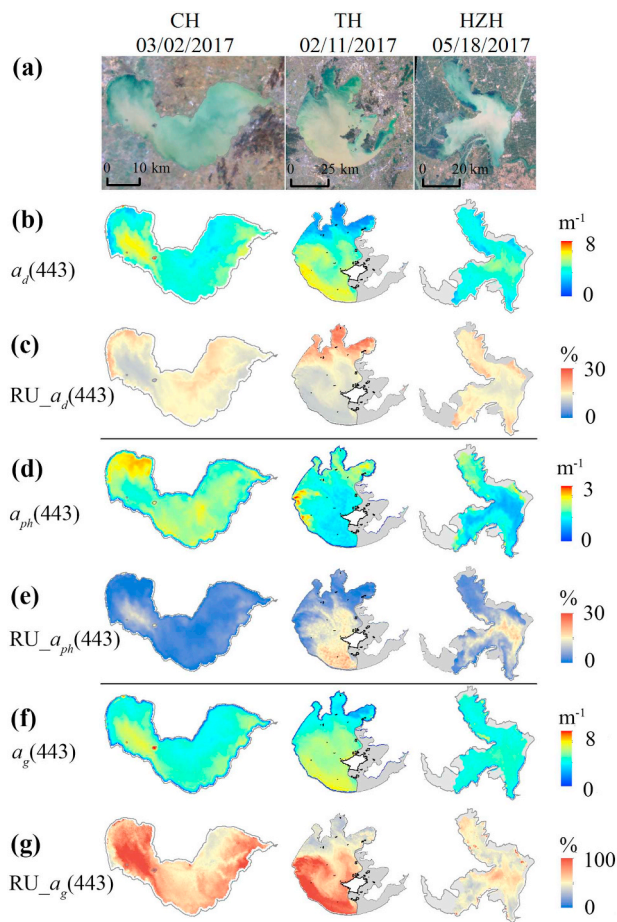 CH TH HZH
03/02/2017 02/11/2017 05/18/2017
(a)
0 10 km 0 25 km 0 20 km
(b) m⁻¹
8
a_d(443)
0
(c) %
30
RU_a_d(443)
0
(d) m⁻¹
3
a_ph(443)
0
(e) %
30
RU_a_ph(443)
0
(f) m⁻¹
8
a_g(443)
0
(g) %
100
RU_a_g(443)
0